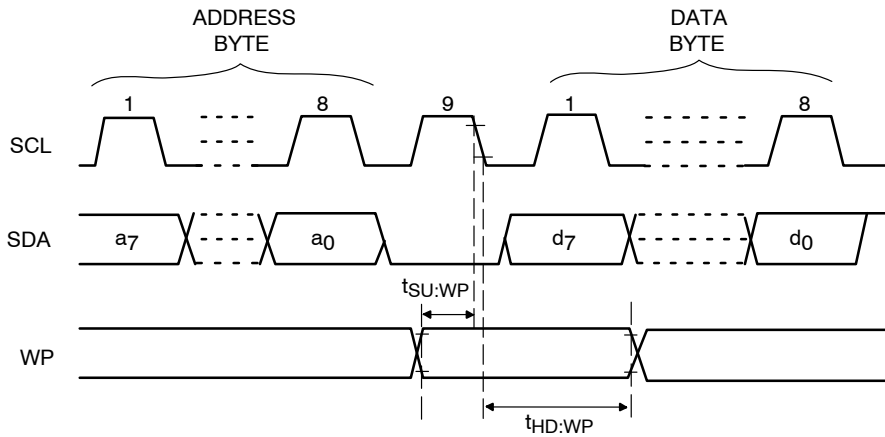 ADDRESS
BYTE
DATA
BYTE
1
8
9
1
8
SCL
SDA
a7
a0
d7
d0
tSU:WP
WP
tHD:WP